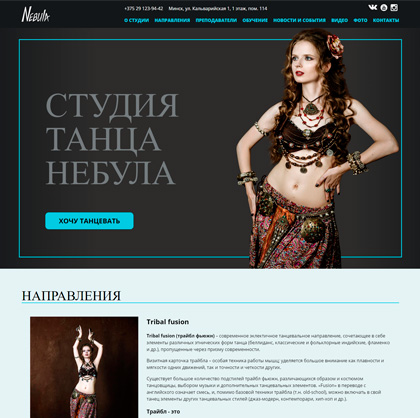 NEBULA
+375 29 123-94-42 Минск, ул. Кальварийская 1, 1 этаж, пом. 114
О СТУДИИ НАПРАВЛЕНИЯ ПРЕПОДАВАТЕЛИ ОБУЧЕНИЕ НОВОСТИ И СОБЫТИЯ ВИДЕО ФОТО КОНТАКТЫ
СТУДИЯ
ТАНЦА
НЕБУЛА
ХОЧУ ТАНЦЕВАТЬ
НАПРАВЛЕНИЯ
Tribal fusion
Tribal fusion (трайбл фьюжн) – современное эклектичное танцевальное направление, сочетающее в себе
элементы различных этнических форм танца (беллиданс, классические и фольклорные индийские, фламенко
и др.), пропущенные через призму современности.
Визитная карточка трайбла – особая техника работы мышц: уделяется большое внимание как плавности и
мягкости одних движений, так и точности и четкости других.
Существует большое количество подстилей трайбл фьюжн, различающихся образом и костюмом
танцовщицы, выбором музыки и дополнительных танцевальных элементов. «Fusion» в переводе с
английского означает смесь, и, помимо базовой техники трайбла (т.н. old-school), можно включать в свой
танец элементы других танцевальных стилей (джаз-модерн, контемпорари, хип-хоп и др.).
Трайбл - это